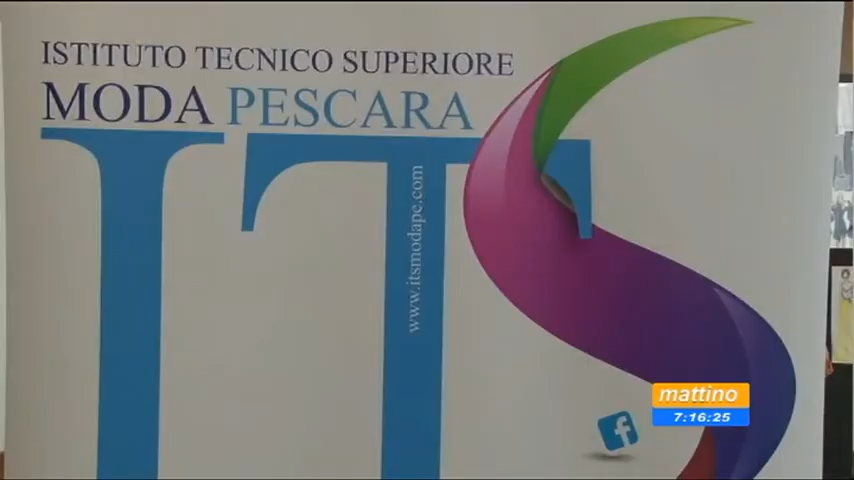 ISTITUTO TECNICO SUPERIORE
MODA PESCARA
ITS
www.itsmodape.com
f
mattino
7:16:25